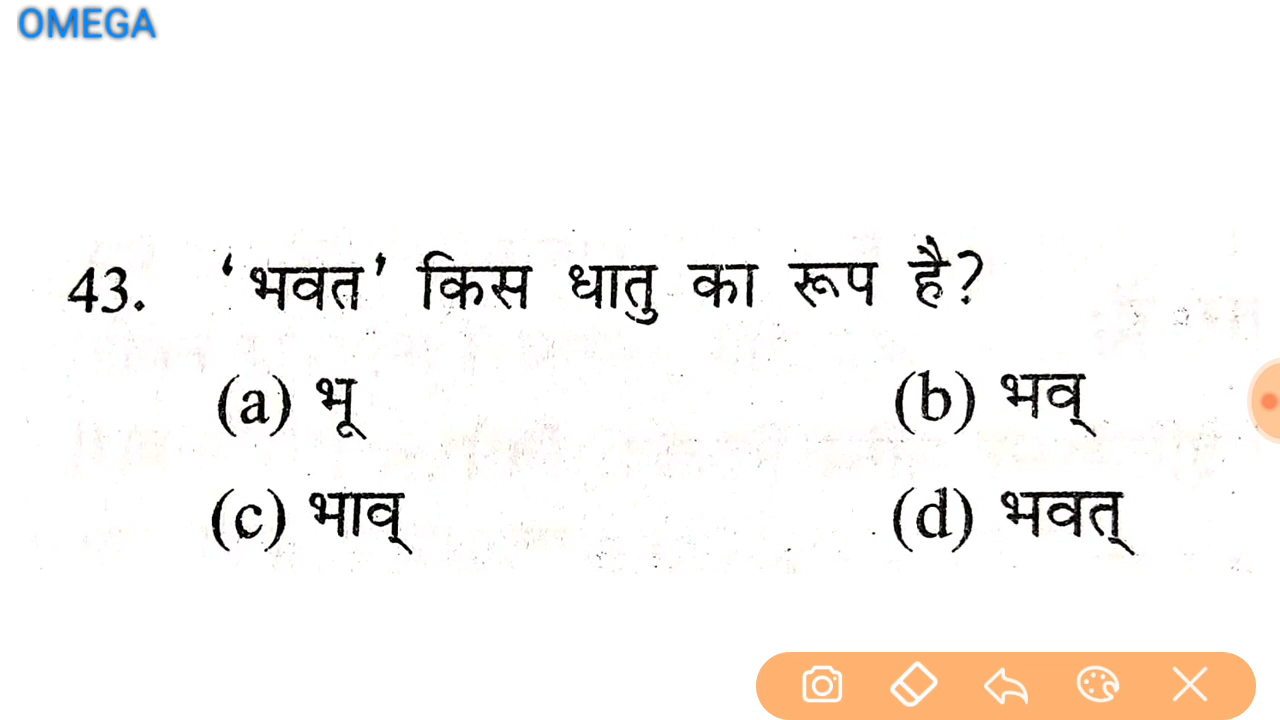 OMEGA
43. ‘भवत’ किस धातु का रूप है?
(a) भू (b) भव्
(c) भाव् (d) भवत्